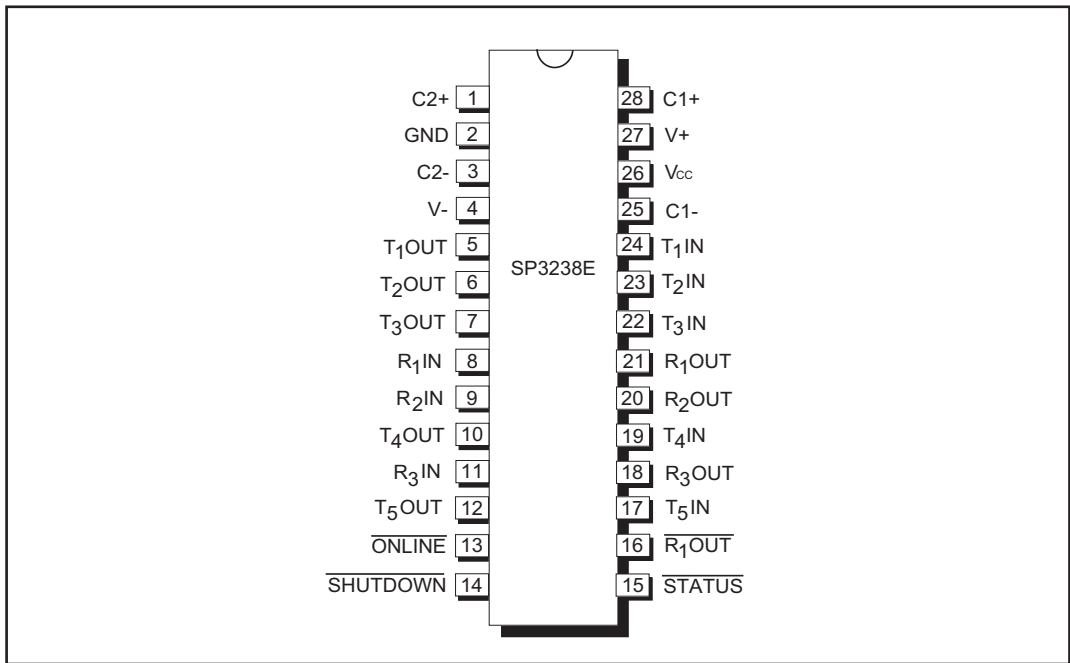 C2+ 1 28 C1+
GND 2 27 V+
C2- 3 26 Vcc
V- 4 25 C1-
T1OUT 5 24 T1IN
SP3238E
T2OUT 6 23 T2IN
T3OUT 7 22 T3IN
R1IN 8 21 R1OUT
R2IN 9 20 R2OUT
T4OUT 10 19 T4IN
R3IN 11 18 R3OUT
T5OUT 12 17 T5IN
ONLINE 13 16 R1OUT
SHUTDOWN 14 15 STATUS